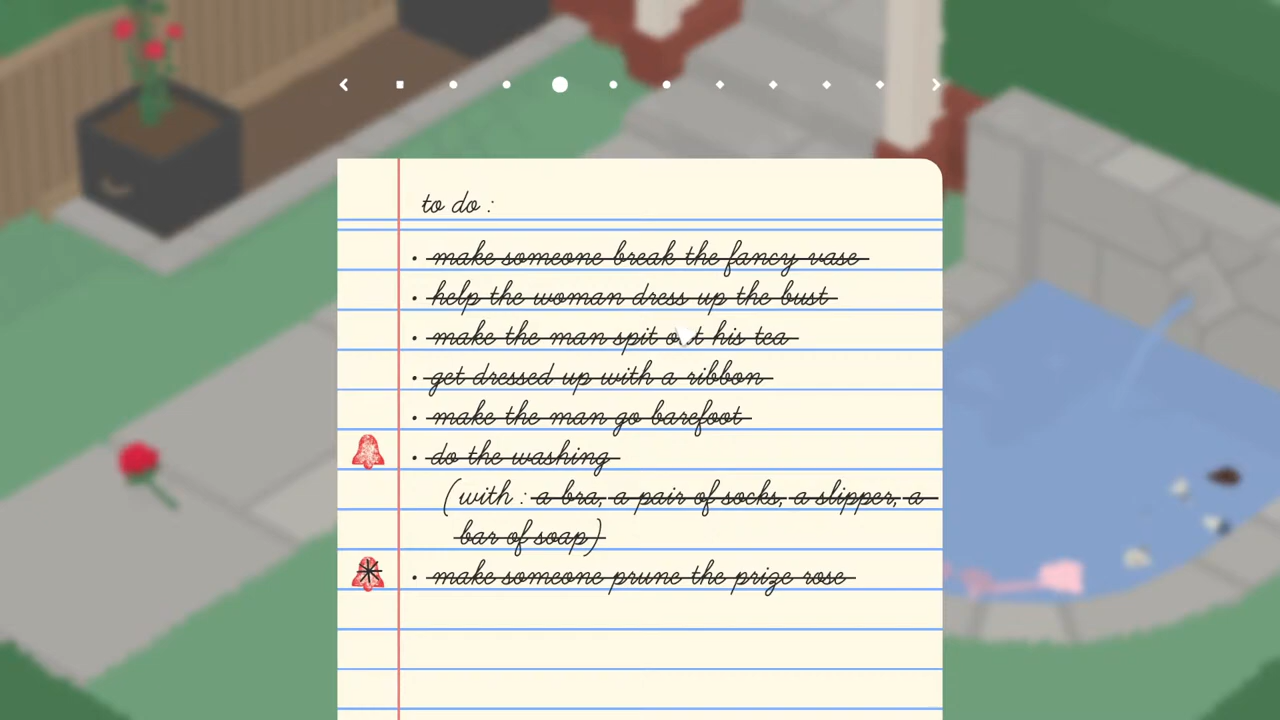 to do :
• make someone break the fancy vase
• help the woman dress up the bust
• make the man spit out his tea
• get dressed up with a ribbon
• make the man go barefoot
• do the washing
(with : a bra, a pair of socks, a slipper, a
bar of soap)
• make someone prune the prize rose